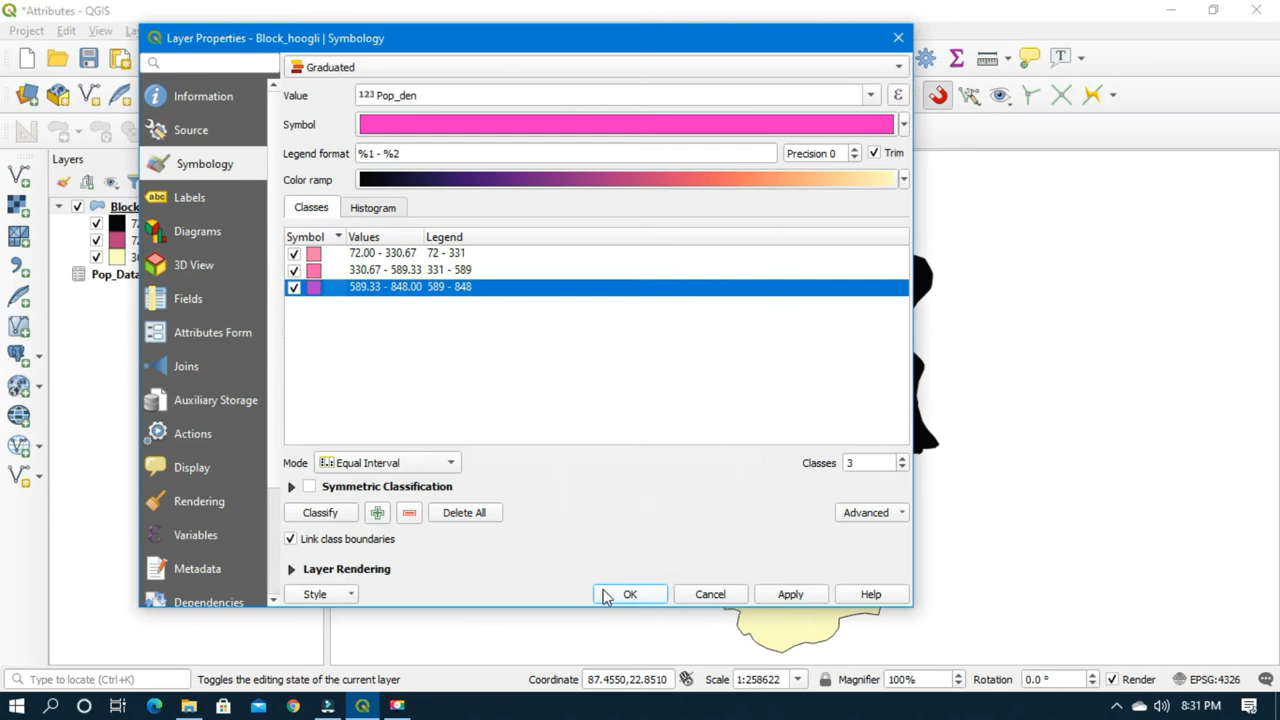 *Attributes - QGIS
Project Edit View La
Layer Properties - Block_hoogli | Symbology
Graduated
Information
Value 123 Pop_den ε
Source
Symbol
Symbology
Legend format %1 - %2 Precision 0 Trim
Labels
Color ramp
Diagrams
Classes Histogram
3D View
Symbol Values Legend
Fields
72.00 - 330.67 72 - 331
Attributes Form
330.67 - 589.33 331 - 589
Joins
589.33 - 848.00 589 - 848
Auxiliary Storage
Actions
Display
Rendering
Variables
Metadata
Dependencies
Mode Equal Interval Classes 3
Symmetric Classification
Classify Delete All Advanced
Link class boundaries
Layer Rendering
Style OK Cancel Apply Help
Layers
Block
Pop_Data
abc
T
Type to locate (Ctrl+K) Toggles the editing state of the current layer Coordinate 87.4550,22.8510 Scale 1:258622 Magnifier 100% Rotation 0.0 ° Render EPSG:4326
8:31 PM